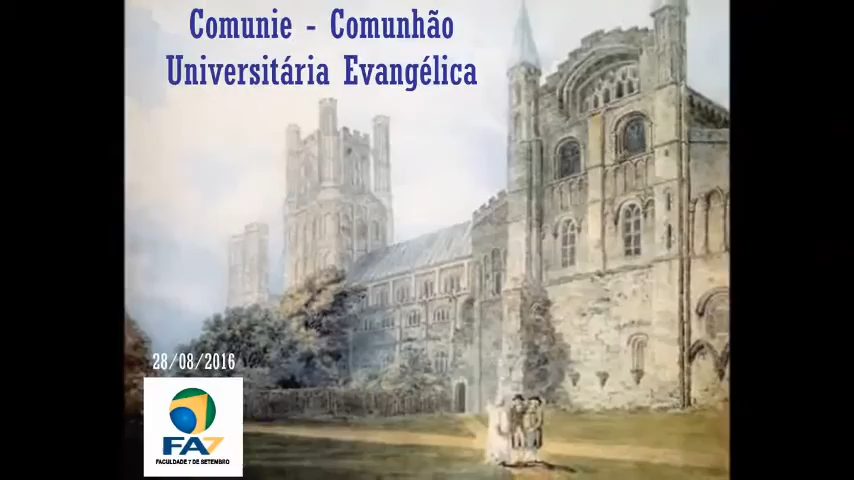 Comunie - Comunhão
Universitária Evangélica
28/08/2016
FA7
FACULDADE 7 DE SETEMBRO